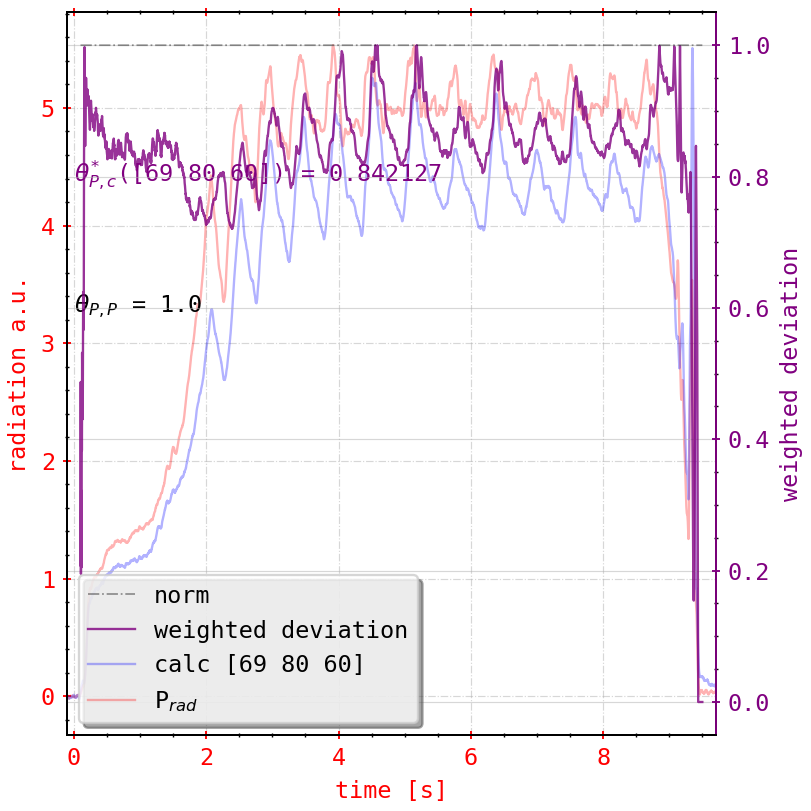 1.0
5
θ*P,c([69 80 60]) = 0.842127
0.8
4
θP,P = 1.0
0.6
3
radiation a.u.
weighted deviation
0.4
2
0.2
1
norm
weighted deviation
calc [69 80 60]
Prad
0
0.0
0 2 4 6 8
time [s]